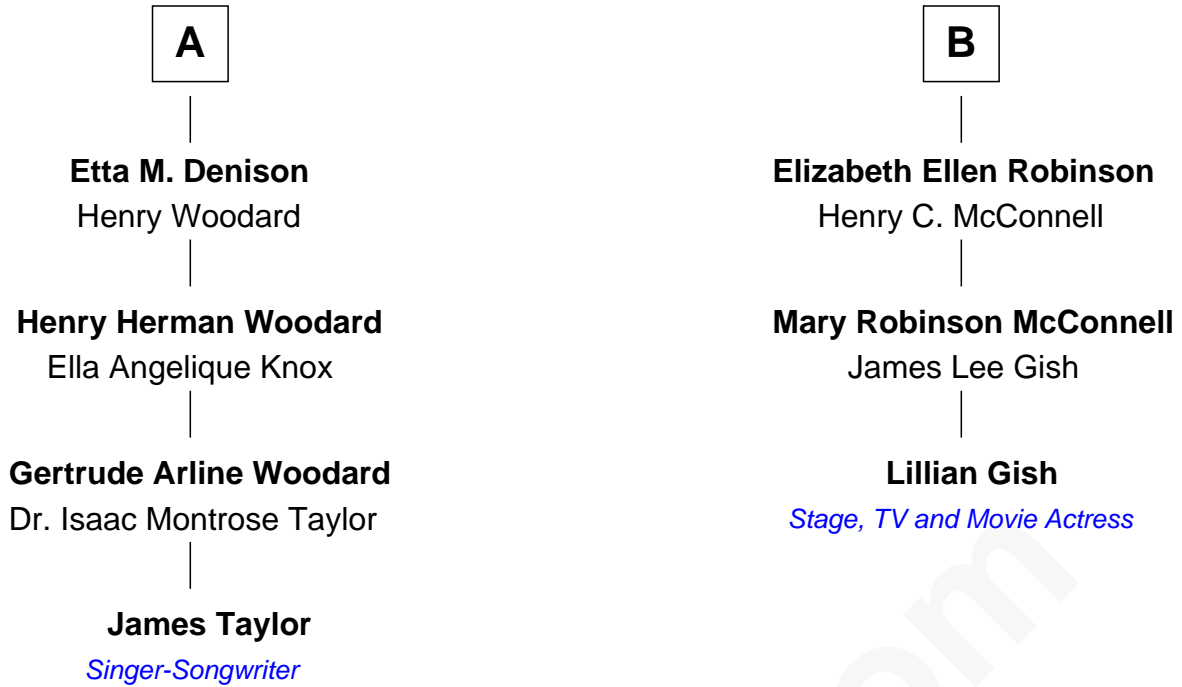 A
Etta M. Denison
Henry Woodard
Henry Herman Woodard
Ella Angelique Knox
Gertrude Arline Woodard
Dr. Isaac Montrose Taylor
James Taylor
Singer-Songwriter
B
Elizabeth Ellen Robinson
Henry C. McConnell
Mary Robinson McConnell
James Lee Gish
Lillian Gish
Stage, TV and Movie Actress
om